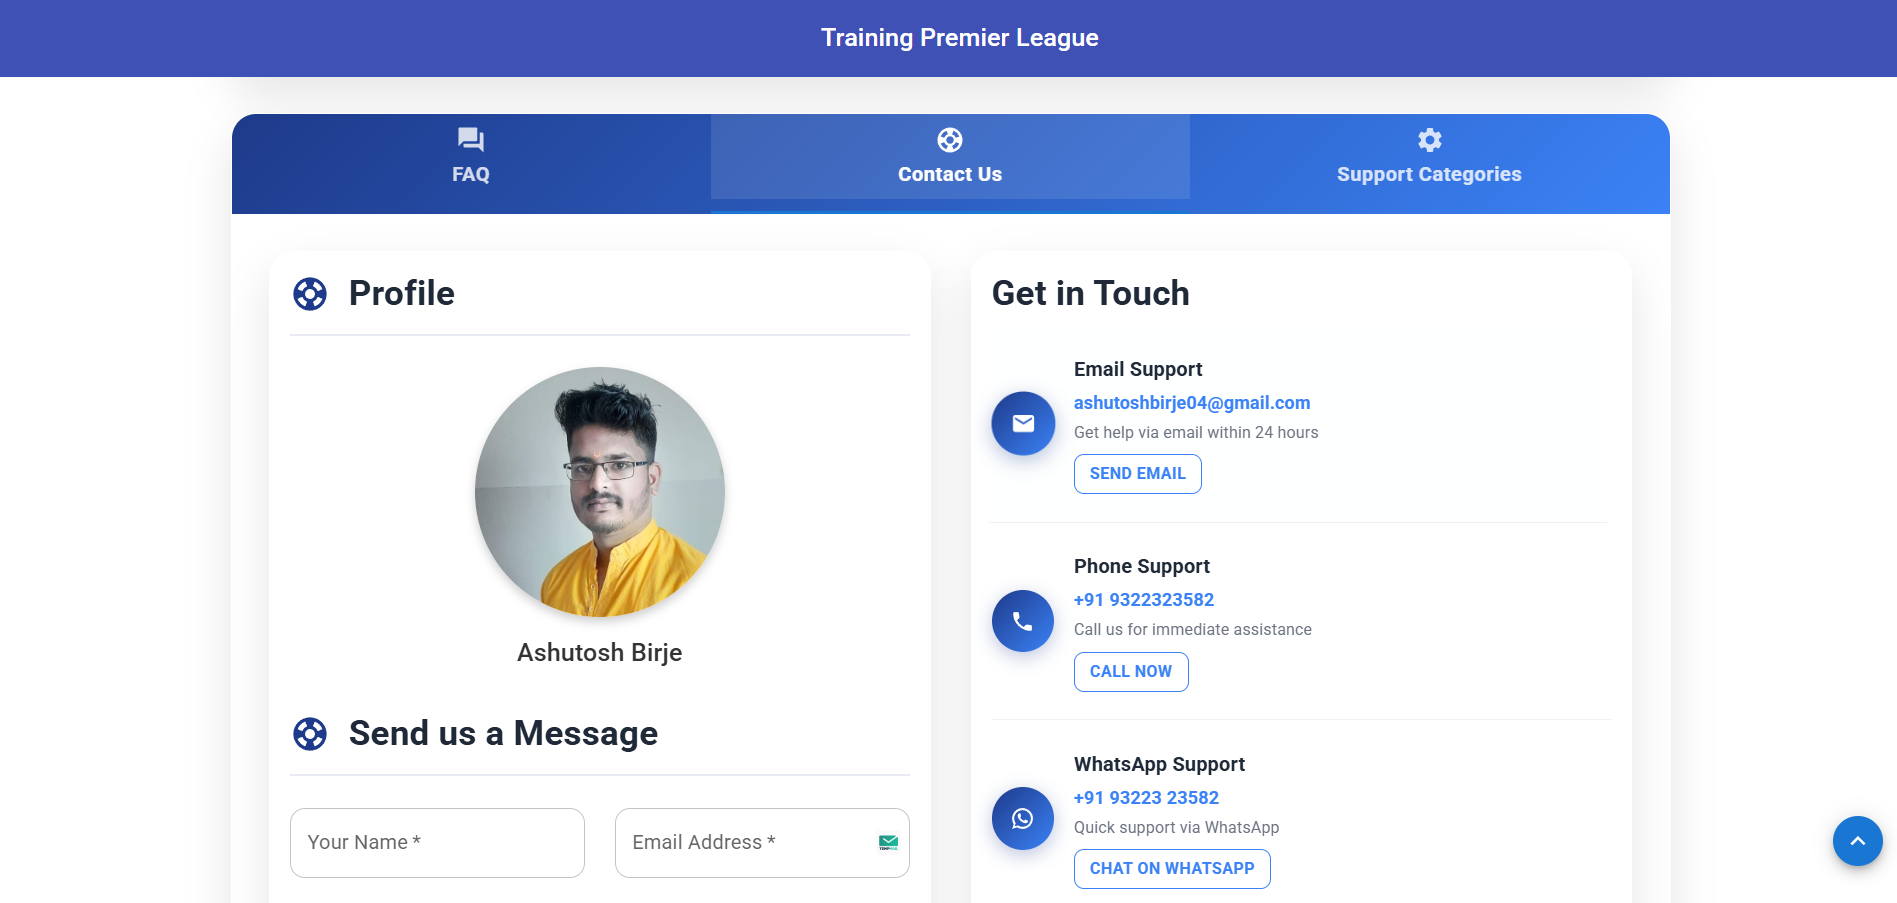 Training Premier League
FAQ
Contact Us
Support Categories
Profile
Ashutosh Birje
Send us a Message
Your Name *
Email Address *
Get in Touch
Email Support
ashutoshbirje04@gmail.com
Get help via email within 24 hours
SEND EMAIL
Phone Support
+91 9322323582
Call us for immediate assistance
CALL NOW
WhatsApp Support
+91 93223 23582
Quick support via WhatsApp
CHAT ON WHATSAPP